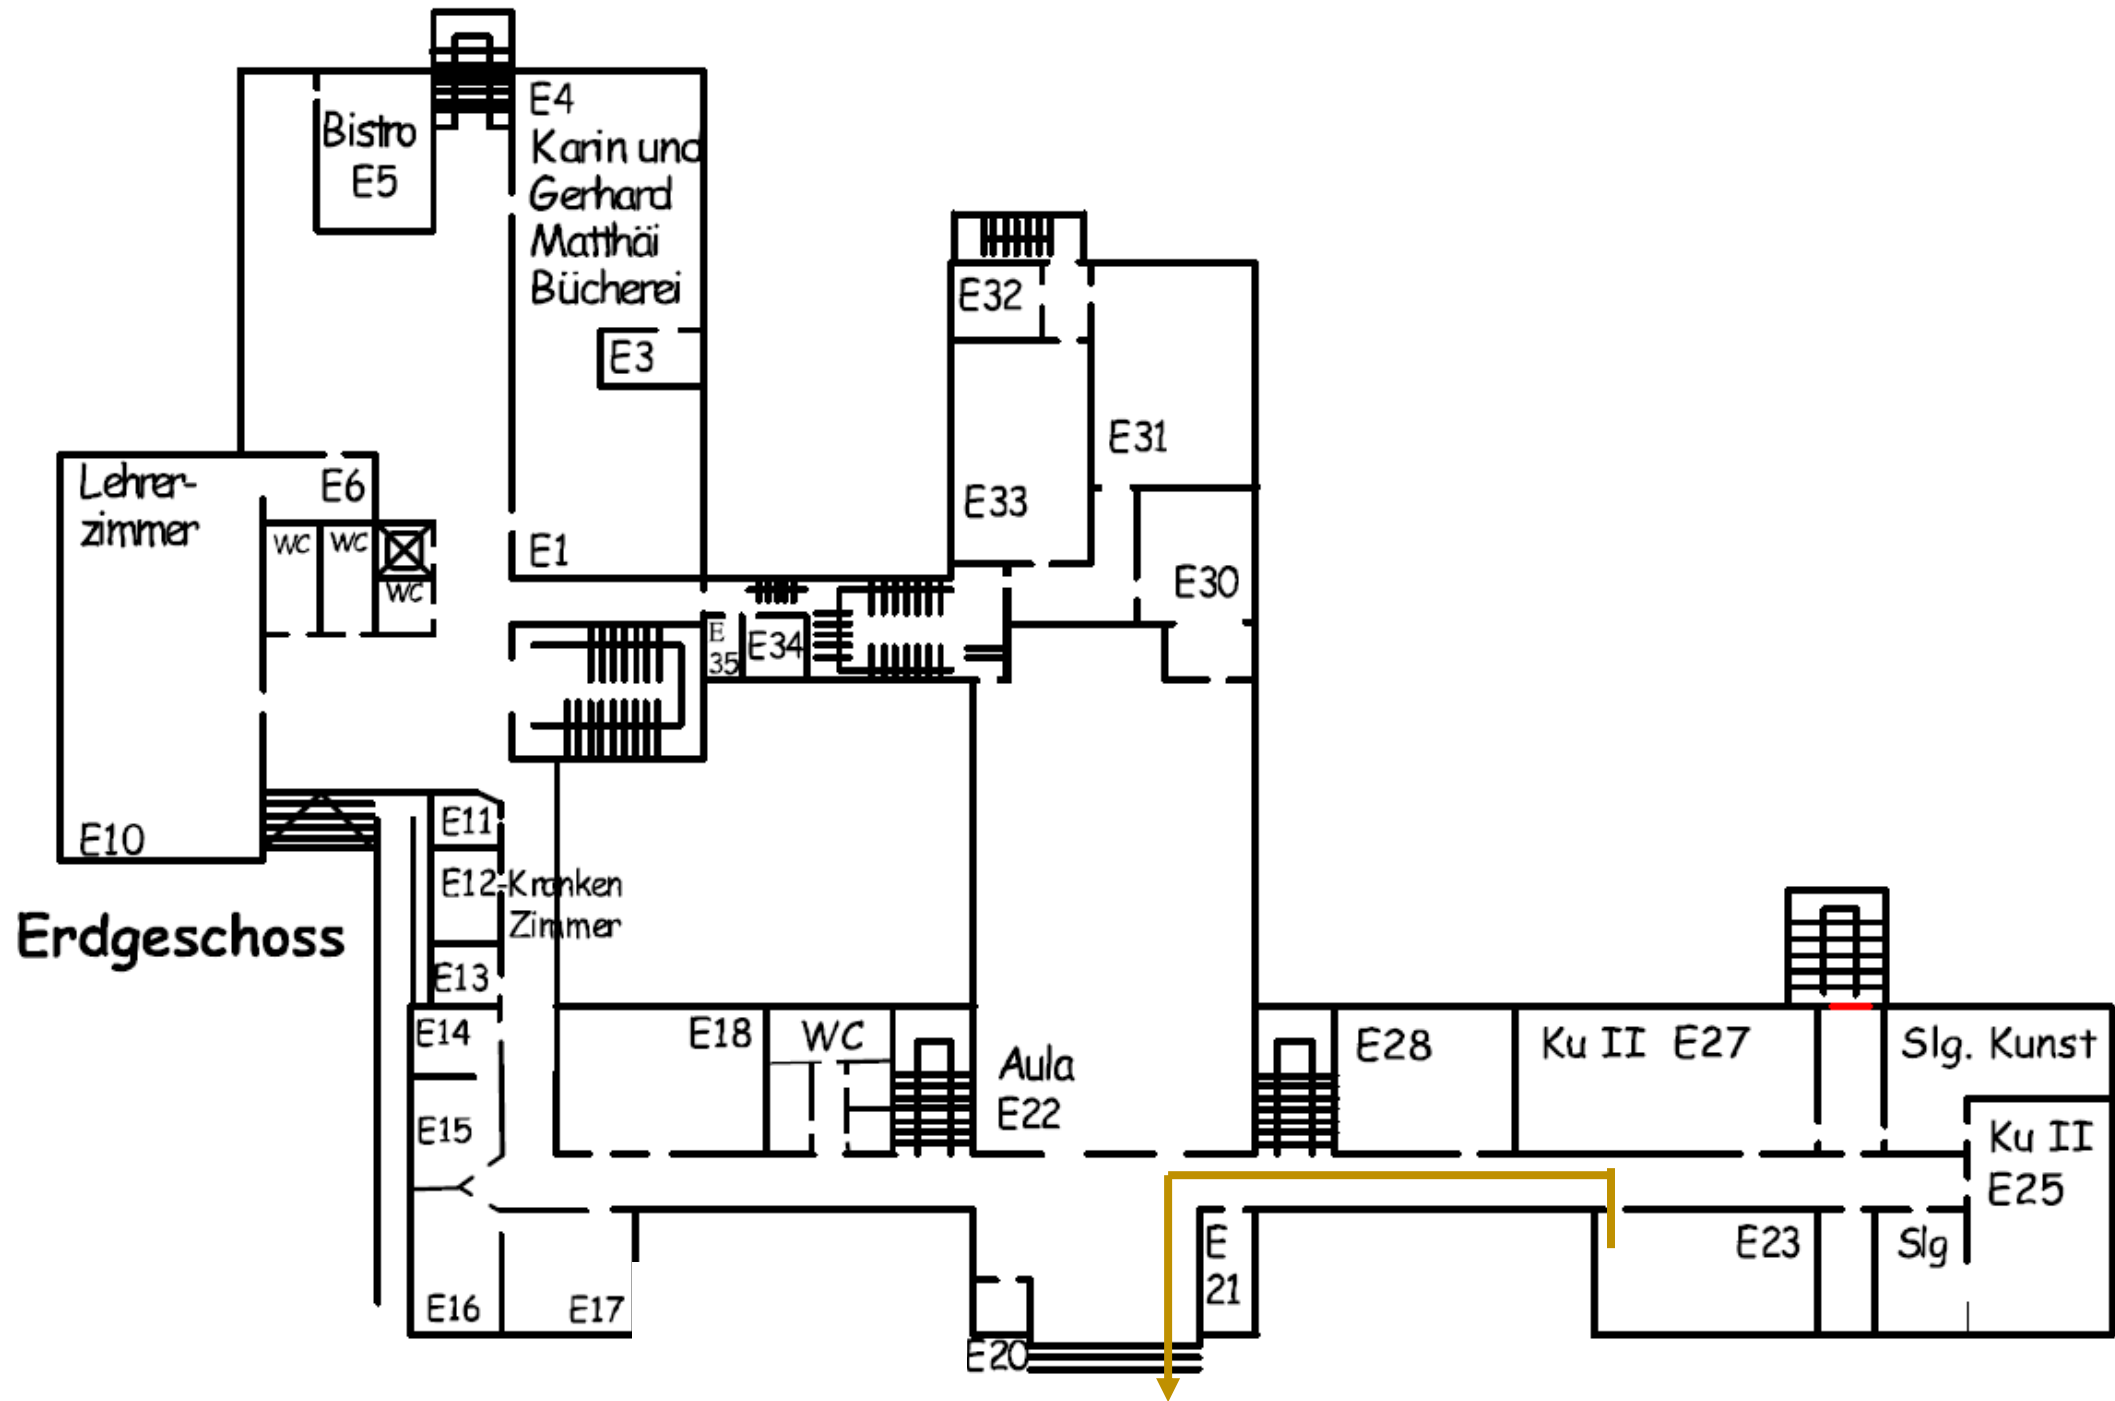 E4
Karin und
Gerhard
Matthäi
Bücherei
Bistro
E5
E3
E32
E31
E33
E30
Lehrer-
zimmer
E6
WC
WC
WC
E1
E
35
E34
E10
E11
E12-Kranken
Zimmer
E13
Erdgeschoss
E14
E15
E16
E17
E18
WC
Aula
E22
E28
Ku II E27
Slg. Kunst
Ku II
E25
E
21
E23
Slg
E20